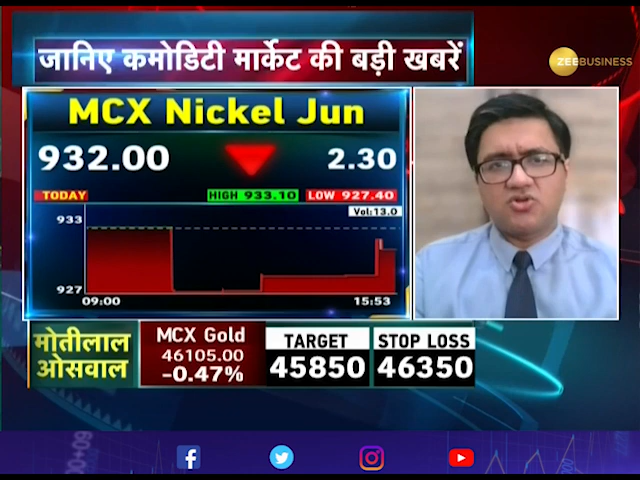 जानिए कमोडिटी मार्केट की बड़ी खबरें
ZEEBUSINESS
MCX Nickel Jun
932.00 2.30
TODAY HIGH 933.10 LOW 927.40
Vol:13.0
933
927
09:00 15:53
मोतीलाल
ओसवाल
MCX Gold
46105.00
-0.47%
TARGET
45850
STOP LOSS
46350